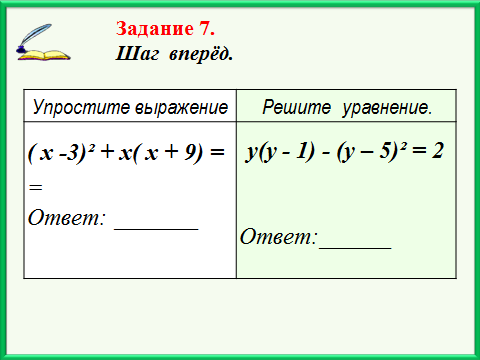 Задание 7.
Шаг вперёд.
Упростите выражение
Решите уравнение.
( х -3)² + х( х + 9) =
=
Ответ: _______
у(у - 1) - (у – 5)² = 2
Ответ:______